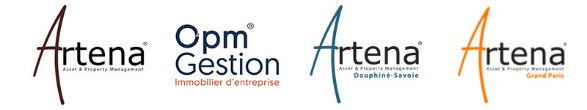 Artena®
Asset & Property Management
Opm®
Gestion
Immobilier d'entreprise
Artena®
Asset & Property Management
Dauphiné-Savoie
Artena®
Asset & Property Management
Grand Paris